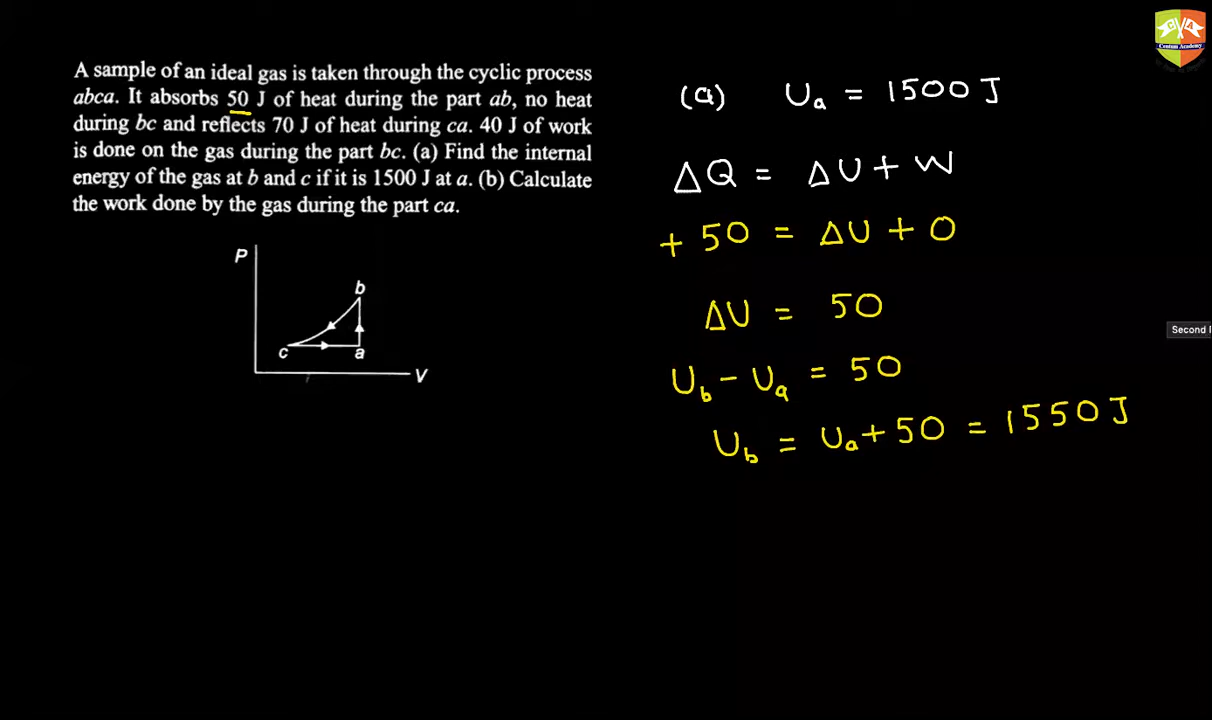 A sample of an ideal gas is taken through the cyclic process
abca. It absorbs 50 J of heat during the part ab, no heat
during bc and reflects 70 J of heat during ca. 40 J of work
is done on the gas during the part bc. (a) Find the internal
energy of the gas at b and c if it is 1500 J at a. (b) Calculate
the work done by the gas during the part ca.
P
b
c
a
V
(a) Ua = 1500 J
ΔQ = ΔU + W
+ 50 = ΔU + 0
ΔU = 50
Ub - Ua = 50
Ub = Ua + 50 = 1550 J
Centum Academy
Second